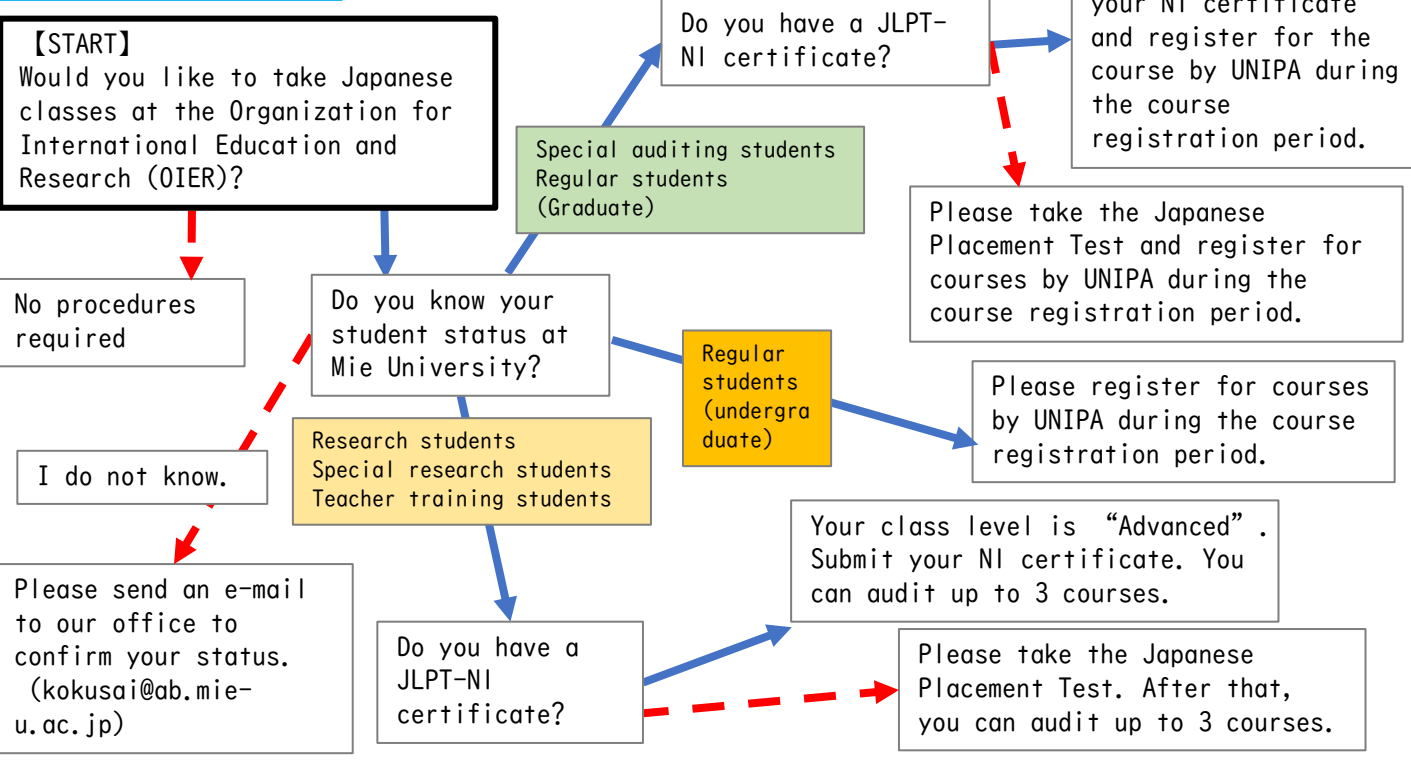 【START】
Would you like to take Japanese
classes at the Organization for
International Education and
Research (OIER)?
Do you have a JLPT-
N1 certificate?
your N1 certificate
and register for the
course by UNIPA during
the course
registration period.
Special auditing students
Regular students
(Graduate)
Please take the Japanese
Placement Test and register for
courses by UNIPA during the
course registration period.
No procedures
required
Do you know your
student status at
Mie University?
Regular
students
(undergra
duate)
Please register for courses
by UNIPA during the course
registration period.
Research students
Special research students
Teacher training students
I do not know.
Your class level is “Advanced”.
Submit your N1 certificate. You
can audit up to 3 courses.
Please send an e-mail
to our office to
confirm your status.
(kokusai@ab.mie-
u.ac.jp)
Do you have a
JLPT-N1
certificate?
Please take the Japanese
Placement Test. After that,
you can audit up to 3 courses.